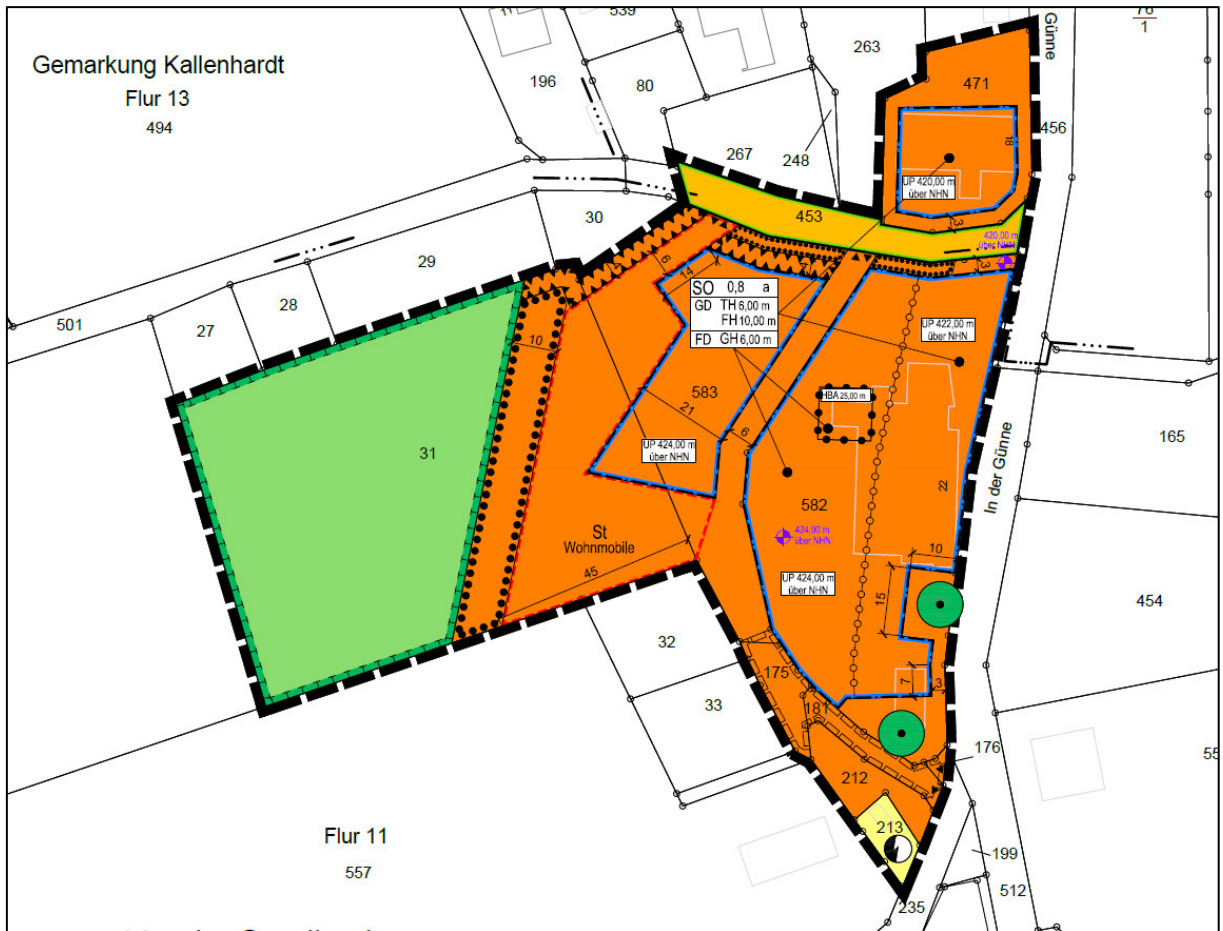 Gemarkung Kallenhardt
Flur 13
494
196
539
80
263
267
248
471
Günne
76
1
456
18
UP 420,00 m
über NHN
453
3
420,00 m
über NHN
3
30
29
28
27
501
31
10
6
14
SO 0,8 a
GD TH 6,00 m
FH 10,00 m
FD GH 6,00 m
UP 422,00 m
über NHN
583
21
6
HBA 25,00 m
UP 424,00 m
über NHN
165
In der Günne
22
582
424,00 m
über NHN
St
Wohnmobile
45
10
UP 424,00 m
über NHN
15
454
32
33
175
181
7
3
176
55
212
213
199
512
235
Flur 11
557